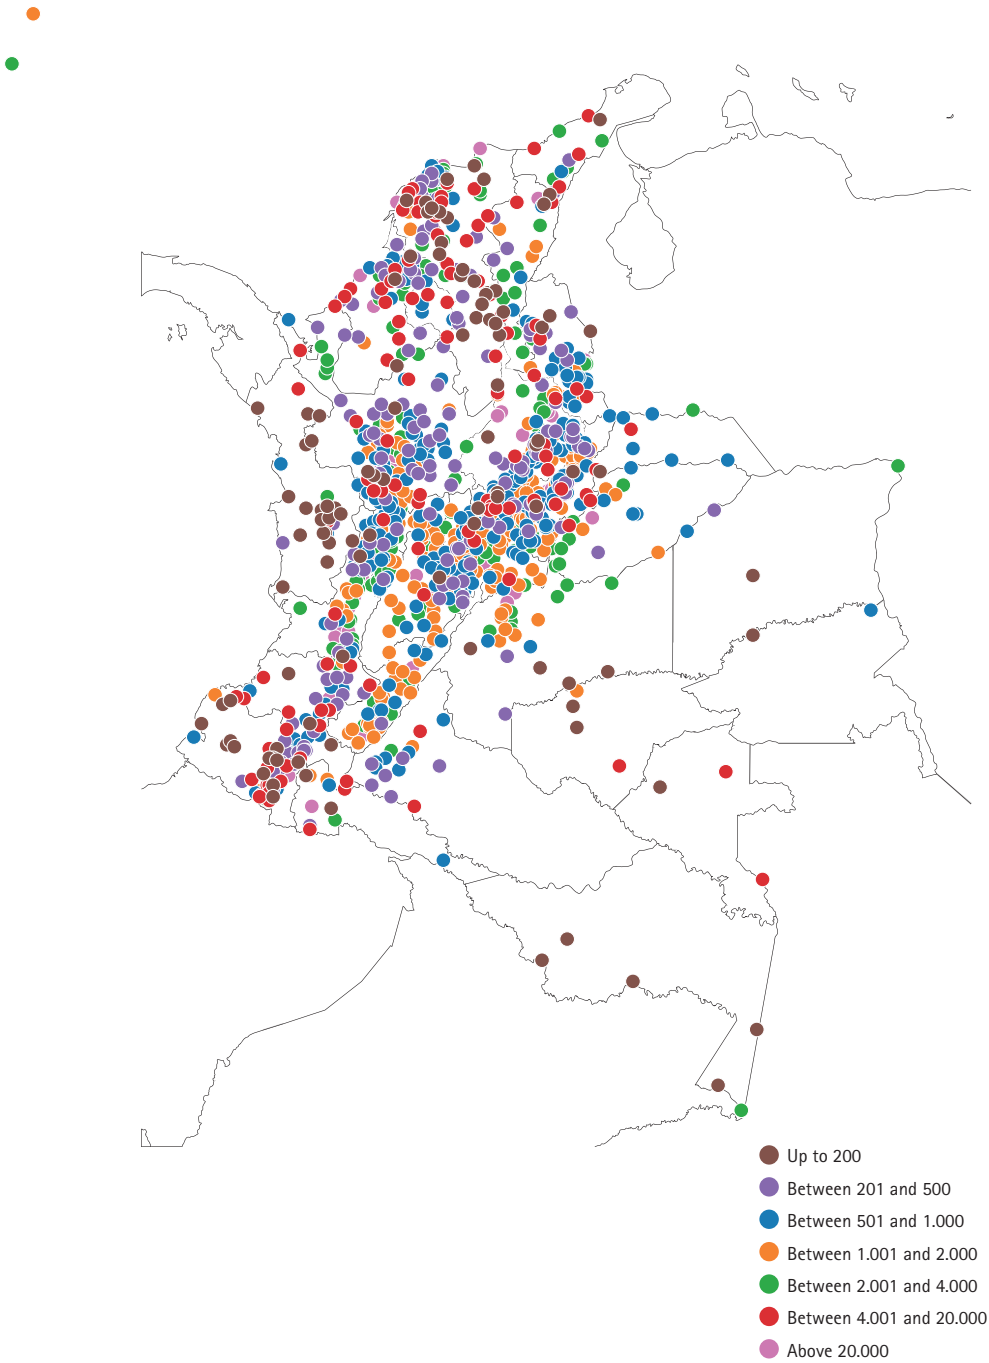 Up to 200
Between 201 and 500
Between 501 and 1.000
Between 1.001 and 2.000
Between 2.001 and 4.000
Between 4.001 and 20.000
Above 20.000